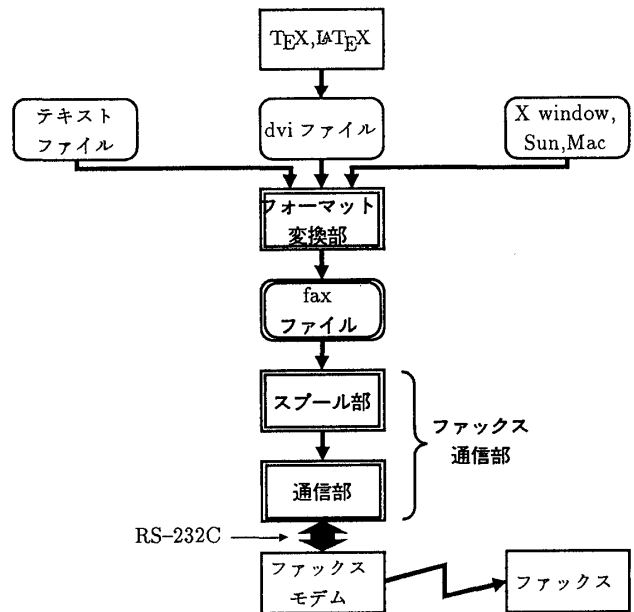 TEX,LATEX
テキスト
ファイル
dvi ファイル
X window,
Sun,Mac
フォーマット
変換部
fax
ファイル
スプール部
ファックス
通信部
通信部
RS–232C
ファックス
モデム
ファックス